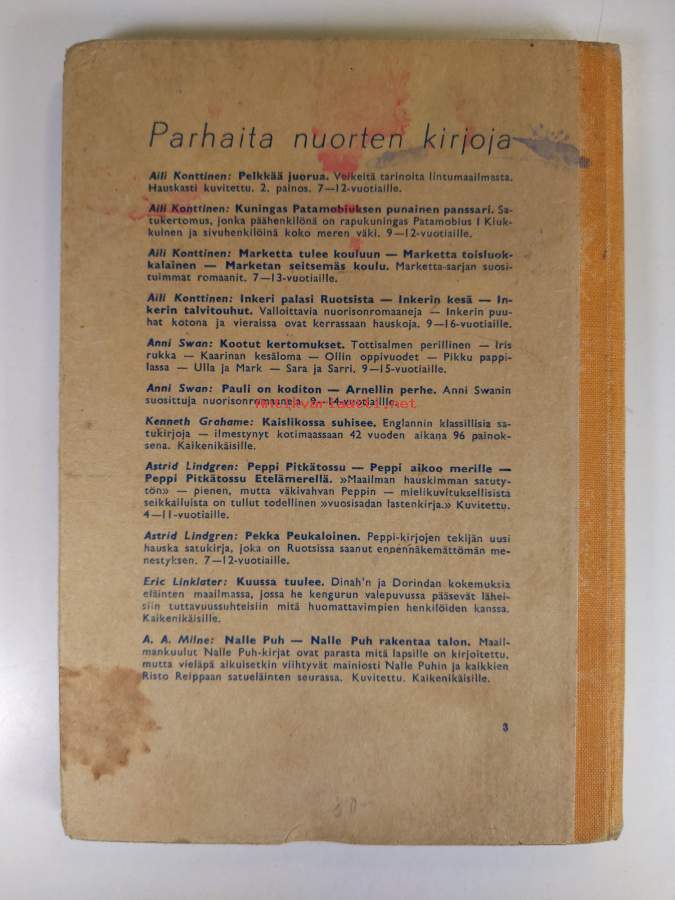 Parhaita nuorten kirjoja
Aili Konttinen: Pelkkää juorua. Veikeitä tarinoita lintumaailmasta.
Hauskasti kuvitettu. 2. painos. 7—12-vuotiaille.
Aili Konttinen: Kuningas Patamobiuksen punainen panssari. Sa-
tukertomus, jonka päähenkilönä on rapukuningas Patamobius I Kiuk-
kuinen ja sivuhenkilöinä koko meren väki. 9—12-vuotiaille.
Aili Konttinen: Marketta tulee kouluun — Marketta toisluok-
kalainen — Marketan seitsemäs koulu. Marketta-sarjan suosi-
tuimmat romaanit. 7—13-vuotiaille.
Aili Konttinen: Inkeri palasi Ruotsista — Inkerin kesä — In-
kerin talvitouhut. Valloittavia nuorisonromaaneja — Inkerin puu-
hat kotona ja vieraissa ovat kerrassaan hauskoja. 9—16-vuotiaille.
Anni Swan: Kootut kertomukset. Tottisalmen perillinen — Iris
rukka — Kaarinan kesäloma — Ollin oppivuodet — Pikku pappi-
lassa — Ulla ja Mark — Sara ja Sarri. 9—15-vuotiaille.
Anni Swan: Pauli on koditon — Arnellin perhe. Anni Swanin
suosittuja nuorisonromaaneja. 9—14-vuotiaille.
Antikvariaatti.net
Kenneth Grahame: Kaislikossa suhisee. Englannin klassillisia sa-
tukirjoja — ilmestynyt kotimaassaan 42 vuoden aikana 96 painok-
sena. Kaikenikäisille.
Astrid Lindgren: Peppi Pitkätossu — Peppi aikoo merille —
Peppi Pitkätossu Etelämerellä. »Maailman hauskimman satuty-
tön» — pienen, mutta väkivahvan Peppin — mielikuvituksellisista
seikkailuista on tullut todellinen »vuosisadan lastenkirja.» Kuvitettu.
4—11-vuotiaille.
Astrid Lindgren: Pekka Peukaloinen. Peppi-kirjojen tekijän uusi
hauska satukirja, joka on Ruotsissa saanut ennennäkemättömän me-
nestyksen. 7—12-vuotiaille.
Eric Linklater: Kuussa tuulee. Dinah'n ja Dorindan kokemuksia
eläinten maailmassa, jossa he kengurun valepuvussa pääsevät lähei-
siin tuttavuussuhteisiin mitä huomattavimpien henkilöiden kanssa.
Kaikenikäisille.
A. A. Milne: Nalle Puh — Nalle Puh rakentaa talon. Maail-
mankuulut Nalle Puh-kirjat ovat parasta mitä lapsille on kirjoitettu,
mutta vieläpä aikuisetkin viihtyvät mainiosti Nalle Puhin ja kaikkien
Risto Reippaan satueläinten seurassa. Kuvitettu. Kaikenikäisille.
3